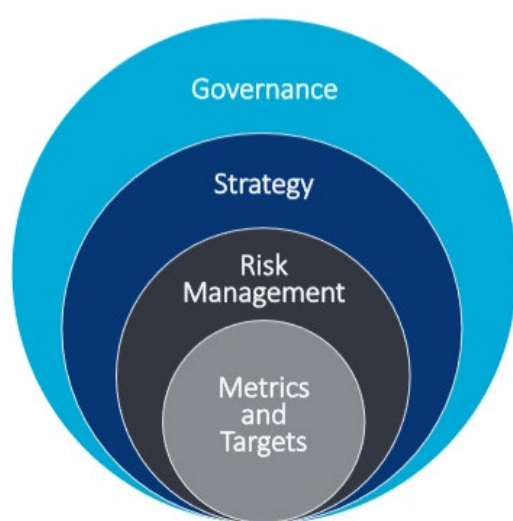 Governance
Strategy
Risk
Management
Metrics
and
Targets